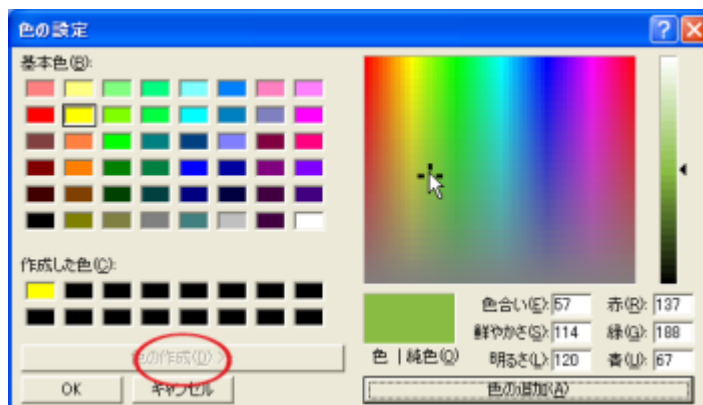 色の設定
基本色(B):
作成した色(C):
色の作成(D) >>
OK
キャンセル
色合い(E): 57
赤(R): 137
鮮やかさ(S): 114
緑(G): 188
色 | 純色(O)
明るさ(L): 120
青(U): 67
色の追加(A)